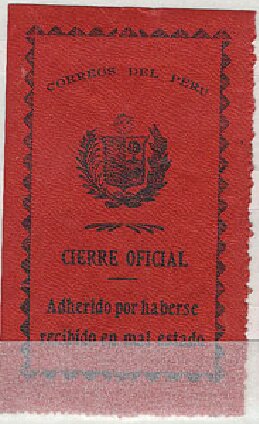 CORREOS DEL PERU
CIERRE OFICIAL
Adherido por haberse
recibido en mal estado